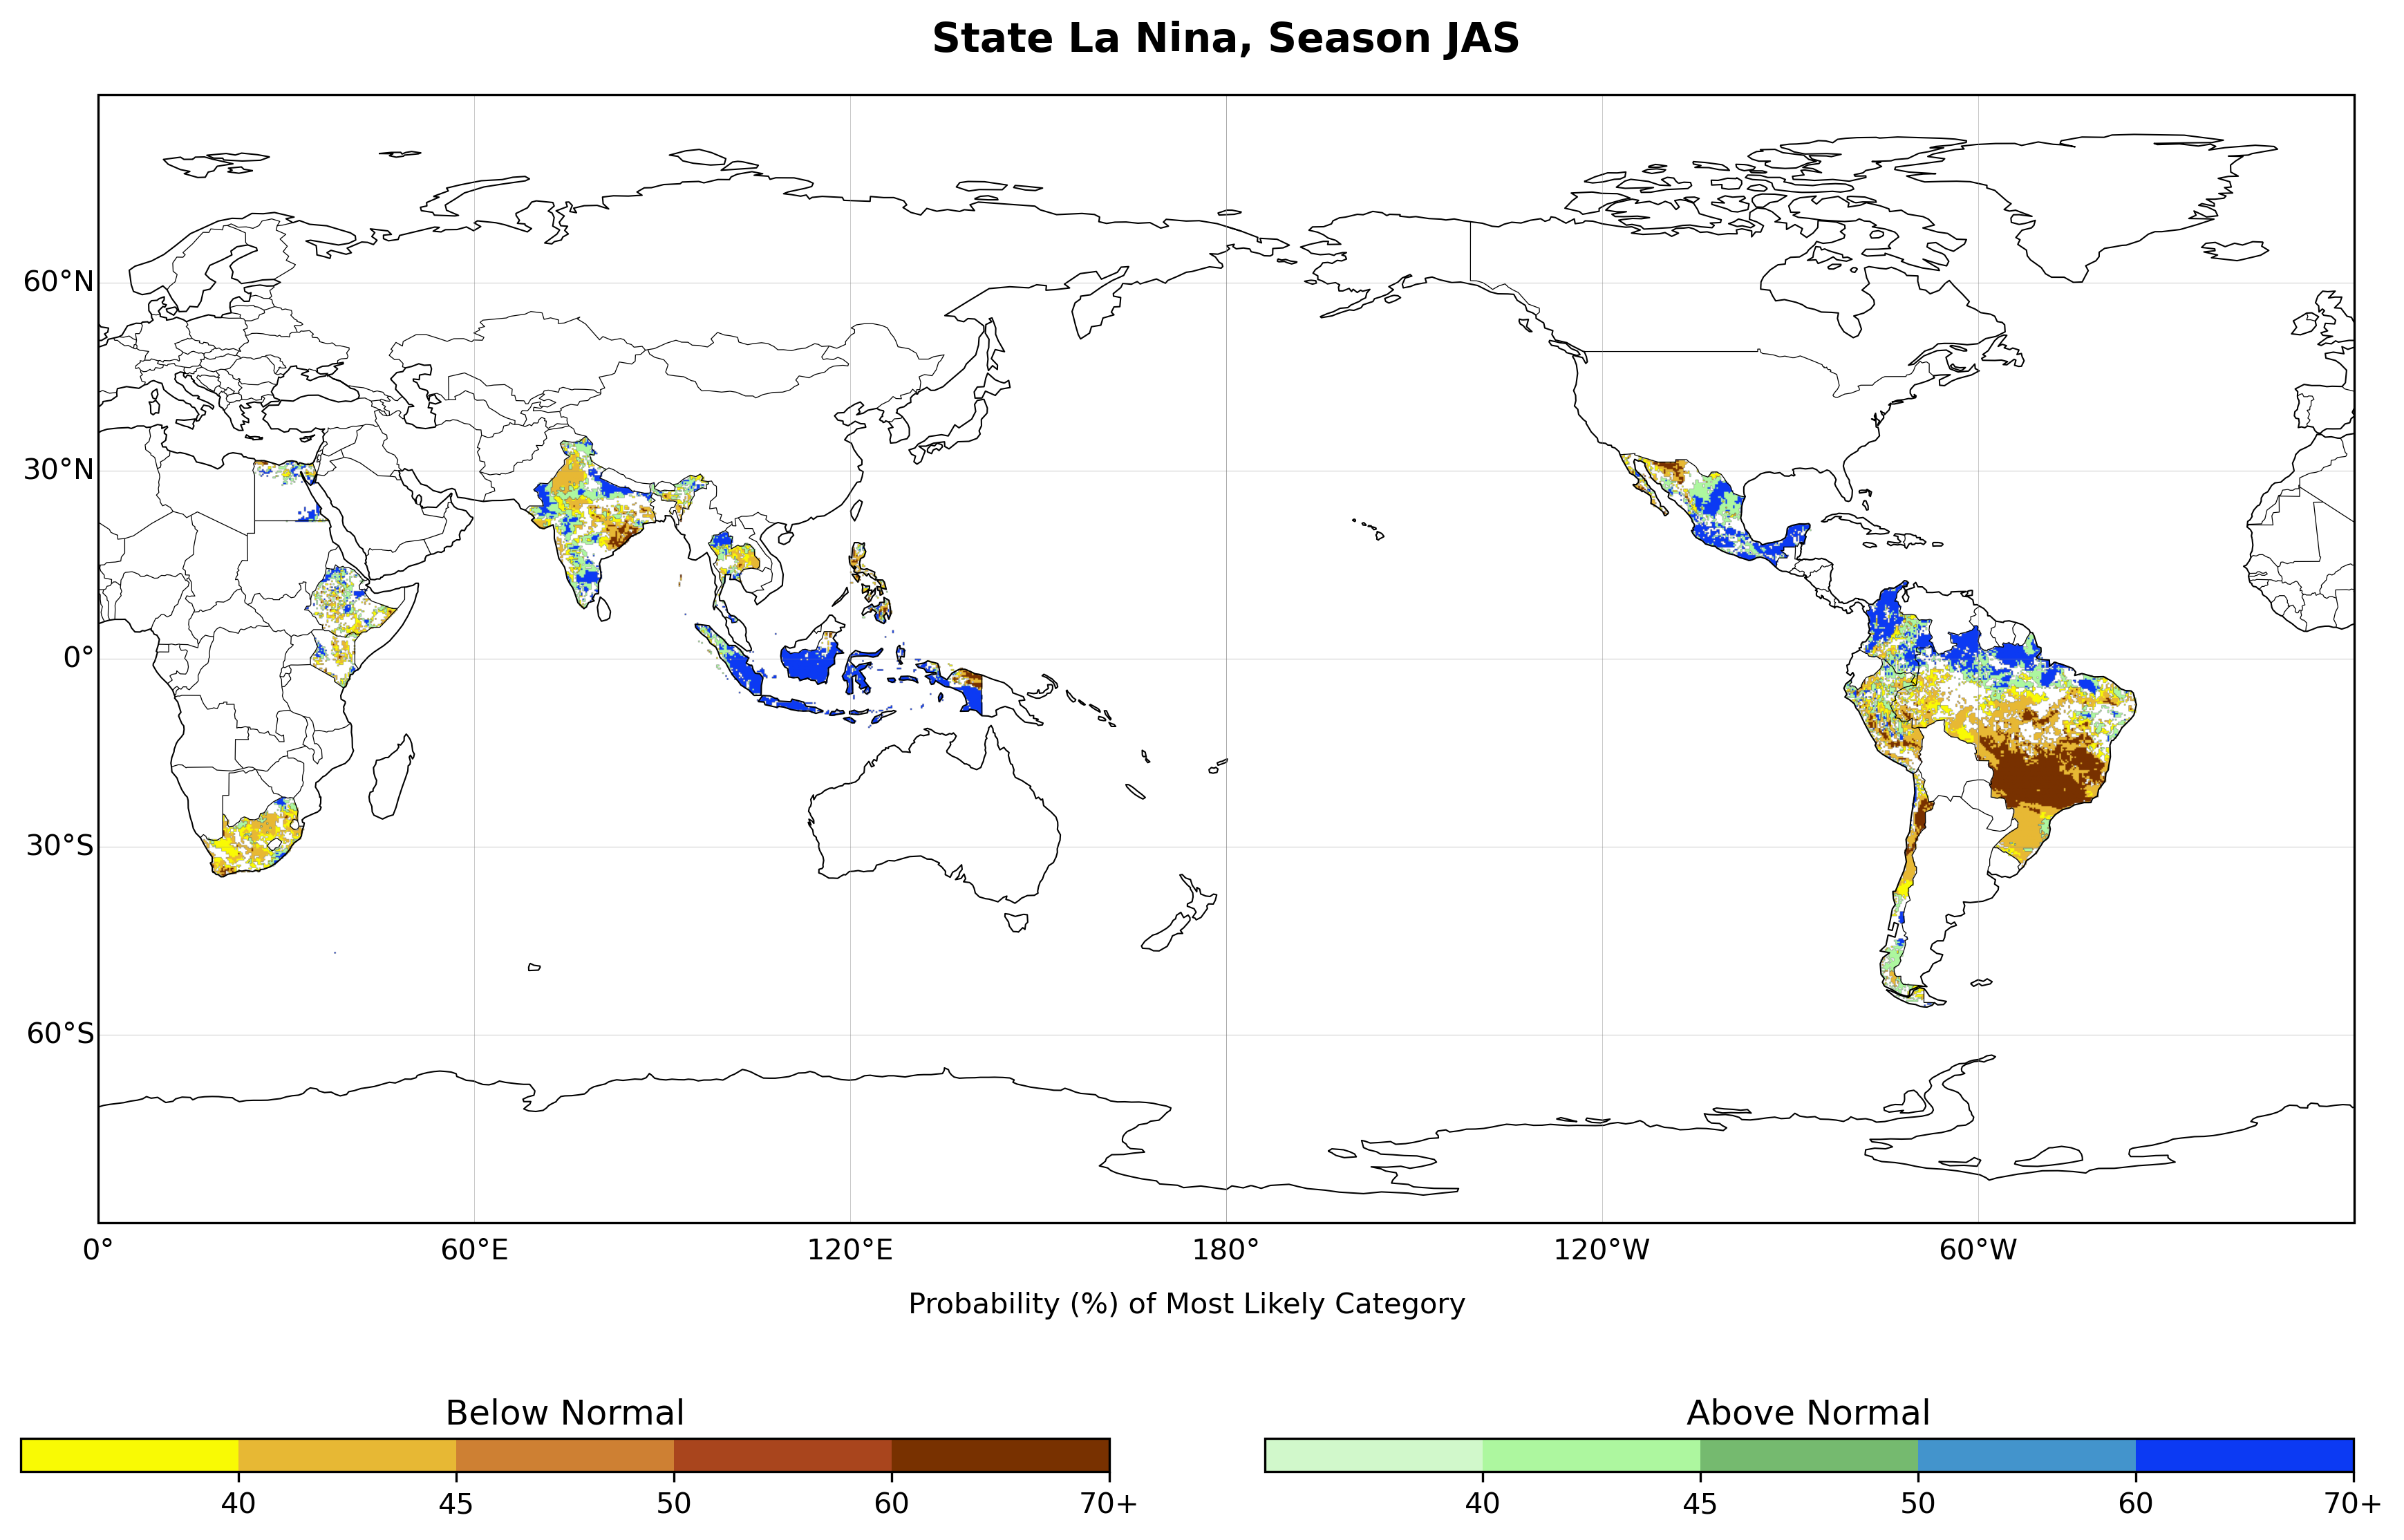 State La Nina, Season JAS
60°N
30°N
0°
30°S
60°S
0° 60°E 120°E 180° 120°W 60°W
Probability (%) of Most Likely Category
Below Normal Above Normal
40 45 50 60 70+ 40 45 50 60 70+